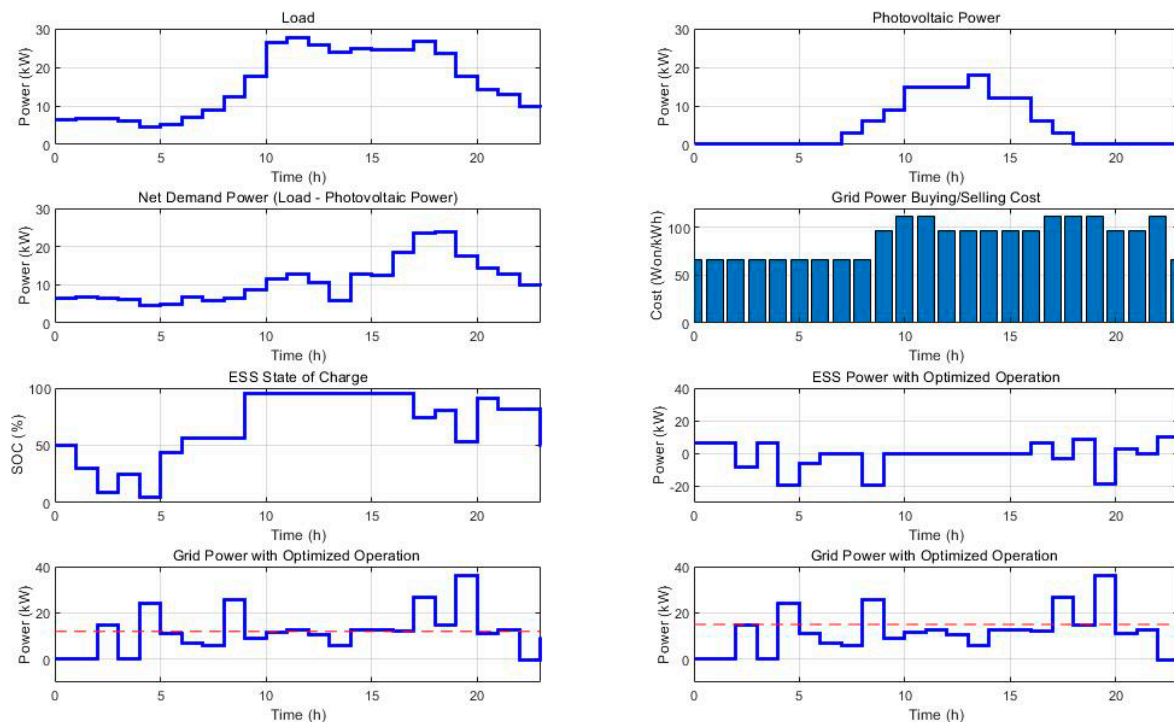 Load
30
20
10
0
Power (kW)
0 5 10 15 20
Time (h)
Photovoltaic Power
30
20
10
0
Power (kW)
0 5 10 15 20
Time (h)
Net Demand Power (Load - Photovoltaic Power)
30
20
10
0
Power (kW)
0 5 10 15 20
Time (h)
Grid Power Buying/Selling Cost
100
50
0
Cost (Won/kWh)
0 5 10 15 20
Time (h)
ESS State of Charge
100
50
0
SOC (%)
0 5 10 15 20
Time (h)
ESS Power with Optimized Operation
40
20
0
-20
Power (kW)
0 5 10 15 20
Time (h)
Grid Power with Optimized Operation
40
20
0
Power (kW)
0 5 10 15 20
Time (h)
Grid Power with Optimized Operation
40
20
0
Power (kW)
0 5 10 15 20
Time (h)